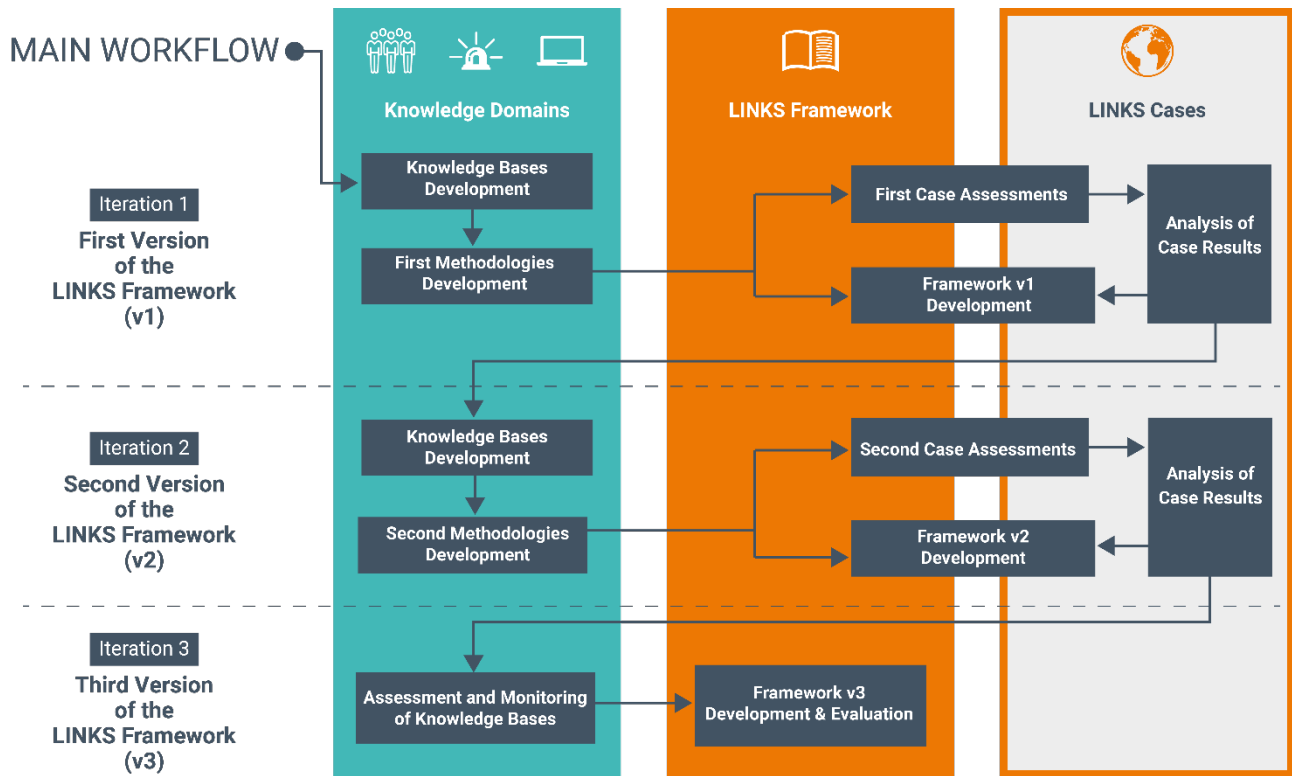 MAIN WORKFLOW
Knowledge Domains
LINKS Framework
LINKS Cases
Iteration 1
First Version
of the
LINKS Framework
(v1)
Knowledge Bases
Development
First Methodologies
Development
First Case Assessments
Framework v1
Development
Analysis of
Case Results
Iteration 2
Second Version
of the
LINKS Framework
(v2)
Knowledge Bases
Development
Second Methodologies
Development
Second Case Assessments
Framework v2
Development
Analysis of
Case Results
Iteration 3
Third Version
of the
LINKS Framework
(v3)
Assessment and Monitoring
of Knowledge Bases
Framework v3
Development & Evaluation